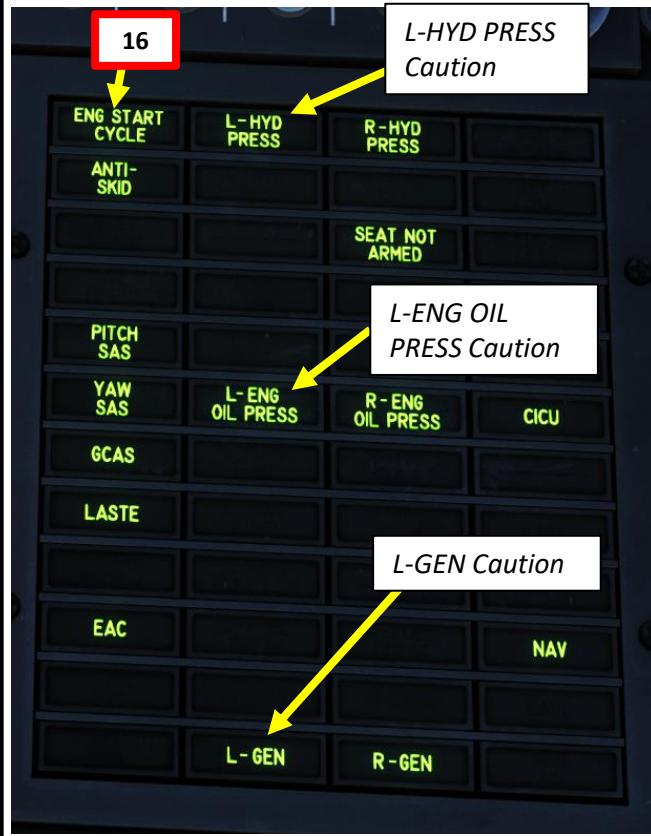 16
L-HYD PRESS
Caution
ENG START
CYCLE
L-HYD
PRESS
R-HYD
PRESS
ANTI-
SKID
SEAT NOT
ARMED
L-ENG OIL
PRESS Caution
PITCH
SAS
YAW
SAS
L-ENG
OIL PRESS
R-ENG
OIL PRESS
CICU
GCAS
LASTE
L-GEN Caution
EAC
NAV
L-GEN
R-GEN